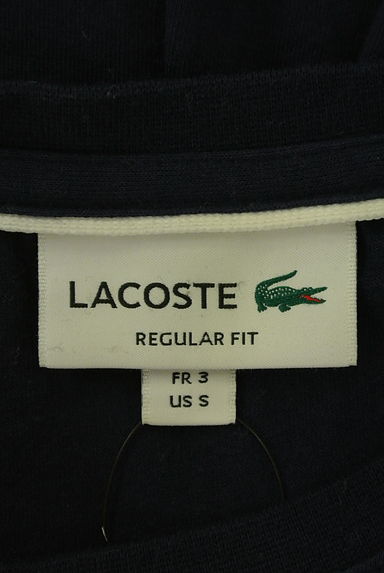 LACOSTE
REGULAR FIT
FR 3
US S